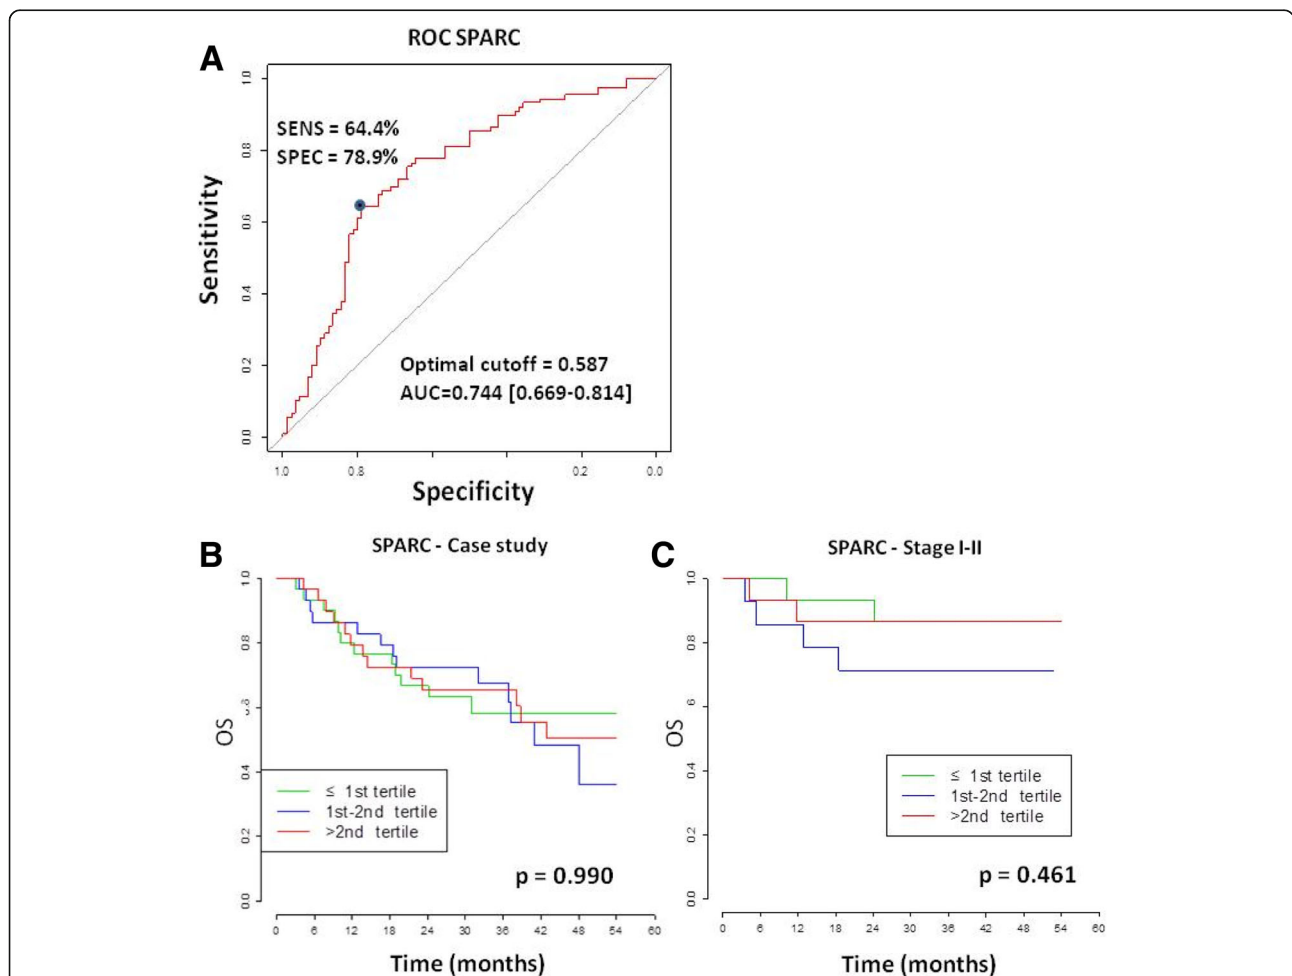 A
ROC SPARC
1.0
0.8
0.6
0.4
0.2
0.0
Sensitivity
SENS = 64.4%
SPEC = 78.9%
Optimal cutoff = 0.587
AUC=0.744 [0.669-0.814]
1.0 0.8 0.2 0.0
Specificity
B
SPARC - Case study
1.0
0.8
0.4
0.2
0.0
OS
≤ 1st tertile
1st-2nd tertile
>2nd tertile
p = 0.990
0 6 12 18 24 30 36 42 48 54 60
Time (months)
C
SPARC - Stage I-II
1.0
0.8
6
0.4
0.2
0.0
OS
≤ 1st tertile
1st-2nd tertile
>2nd tertile
p = 0.461
0 6 12 18 24 30 36 42 48 54 60
Time (months)